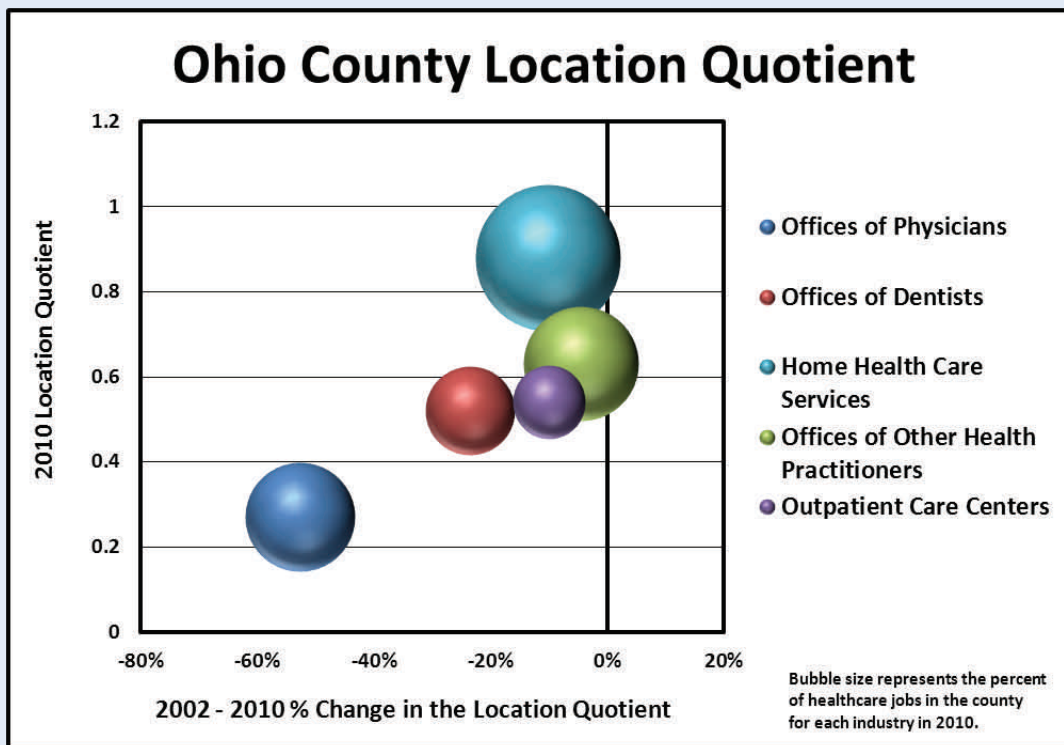 Ohio County Location Quotient
1.2
1
0.8
0.6
0.4
0.2
0
2010 Location Quotient
-80%
-60%
-40%
-20%
0%
20%
2002 - 2010 % Change in the Location Quotient
Offices of Physicians
Offices of Dentists
Home Health Care
Services
Offices of Other Health
Practitioners
Outpatient Care Centers
Bubble size represents the percent
of healthcare jobs in the county
for each industry in 2010.